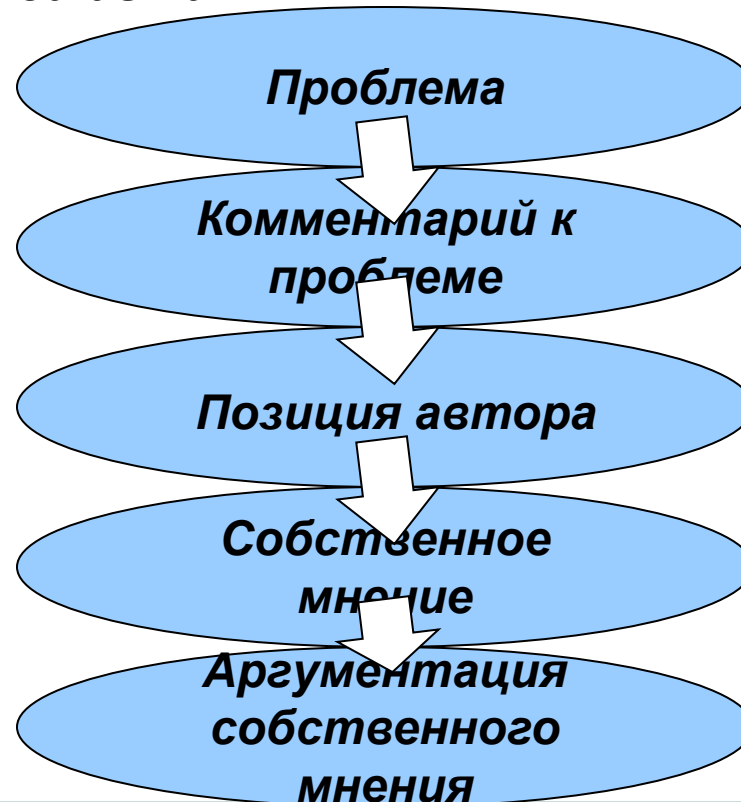 Проблема
Комментарий к
проблеме
Позиция автора
Собственное
мнение
Аргументация
собственного
мнения